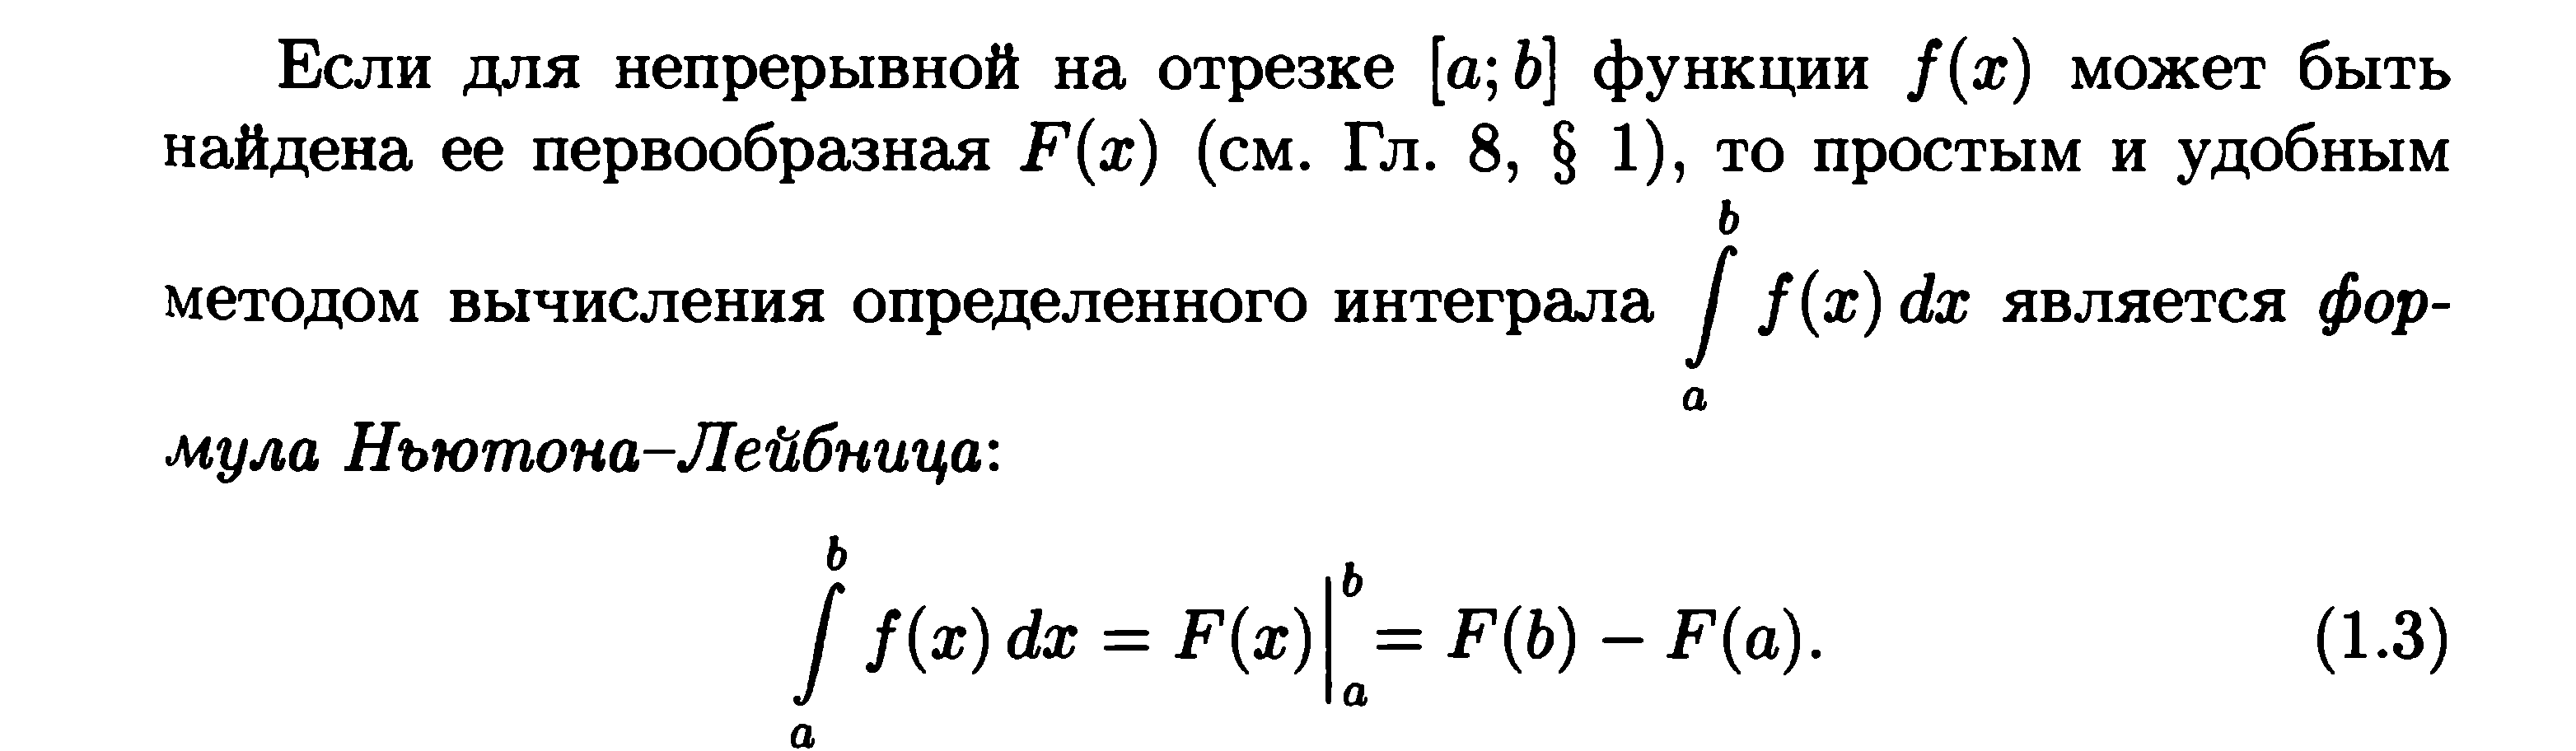 Если для непрерывной на отрезке [a; b] функции f(x) может быть
найдена ее первообразная F(x) (см. Гл. 8, § 1), то простым и удобным
методом вычисления определенного интеграла ∫_a^b f(x) dx является фор-
мула Ньютона–Лейбница:
∫_a^b f(x) dx = F(x)|_a^b = F(b) − F(a). (1.3)